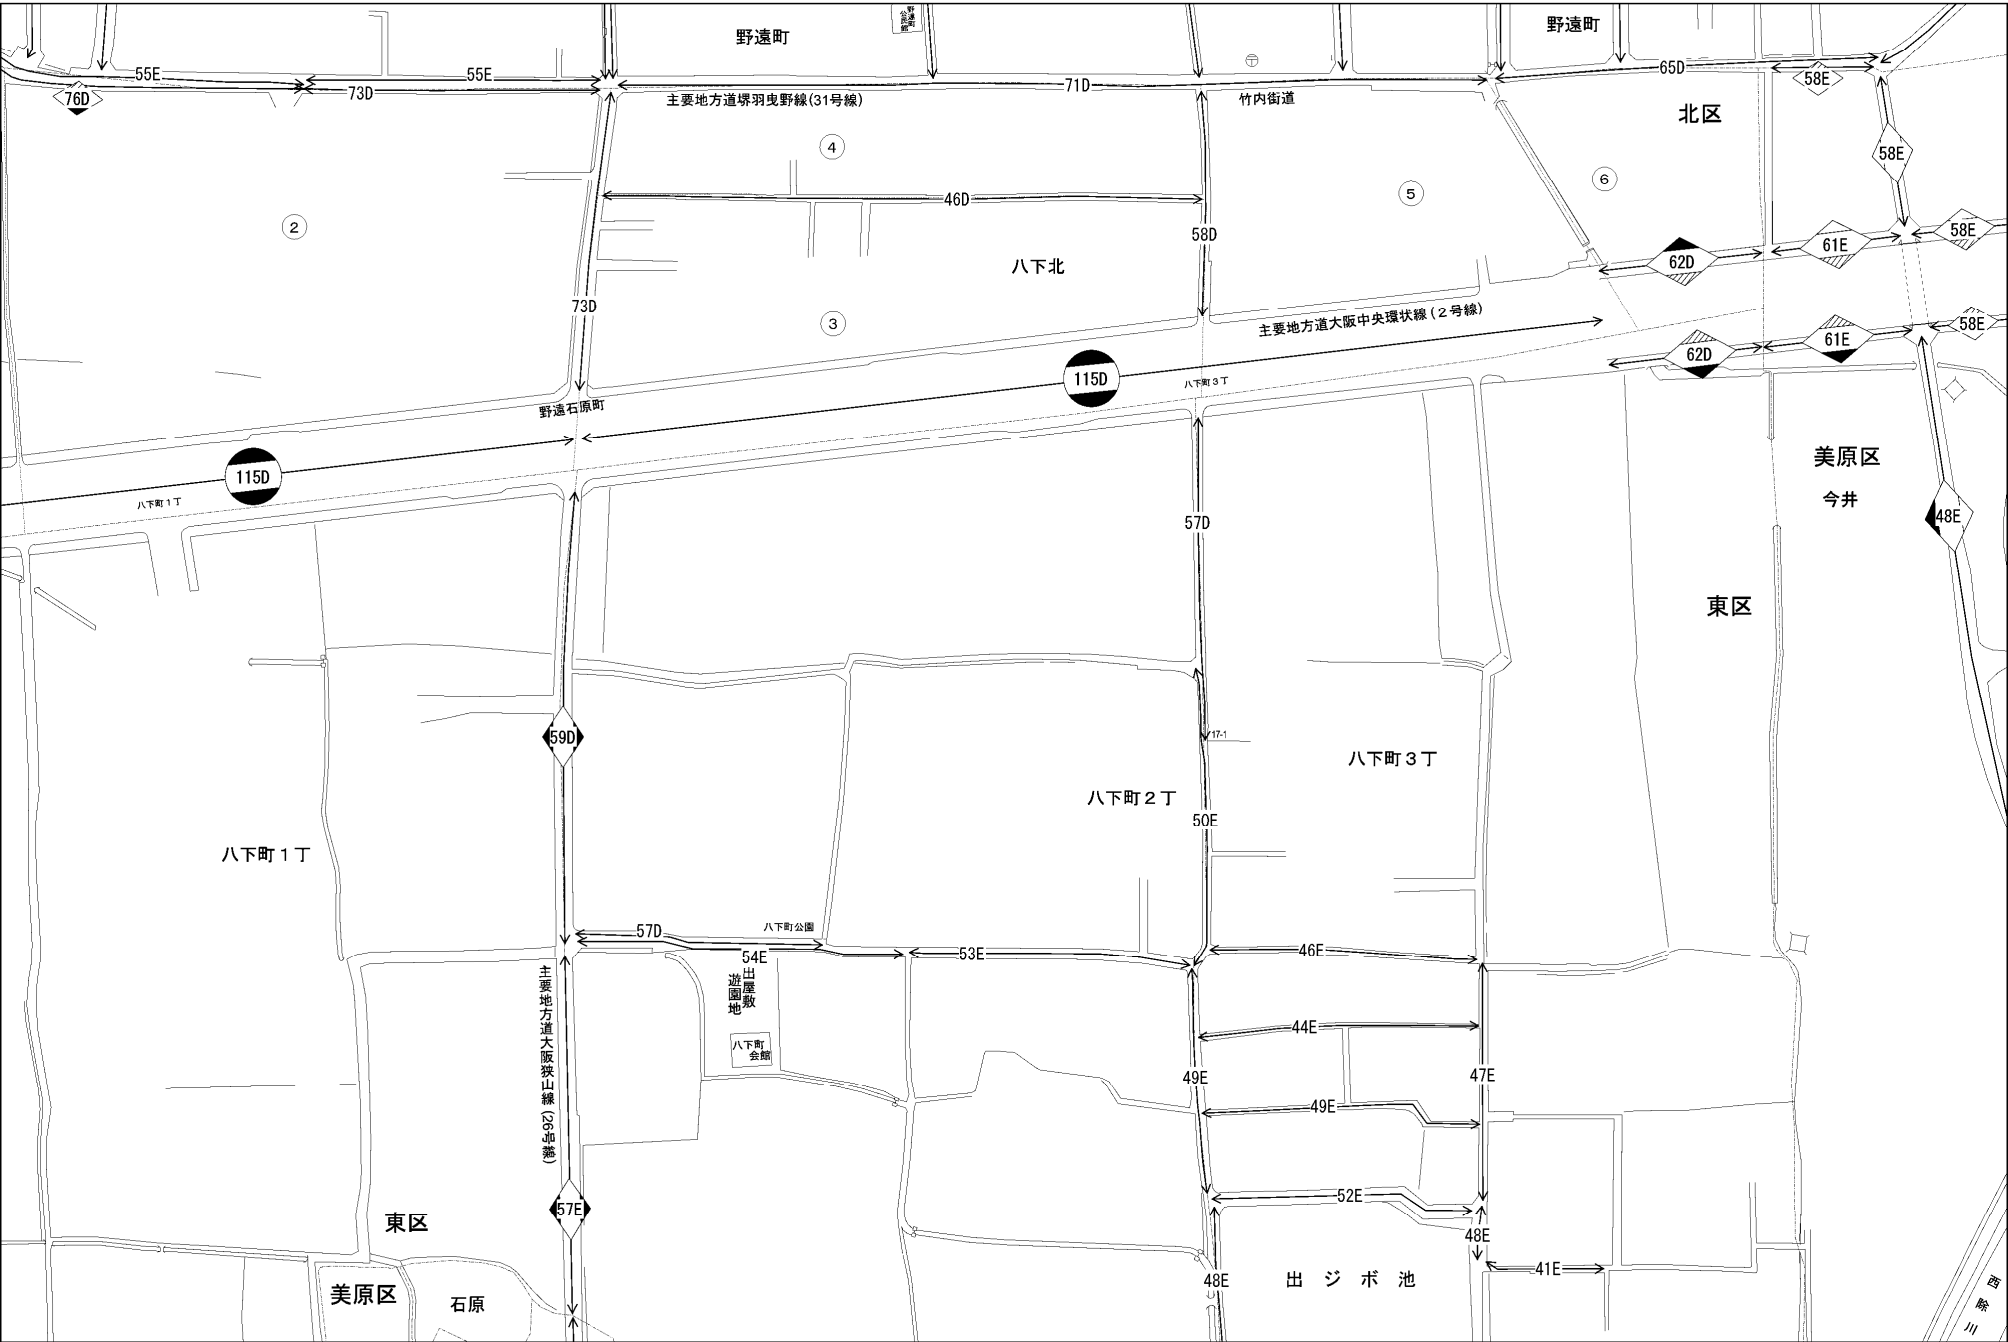 野遠町
公民館
野遠町
野遠町
55E
55E
76D
73D
71D
65D
58E
主要地方道堺羽曳野線(31号線)
竹内街道
北区
58E
④
⑥
⑤
46D
②
58D
58E
61E
62D
八下北
73D
③
主要地方道大阪中央環状線(2号線)
58E
61E
62D
115D
八下町3丁
野遠石原町
115D
八下町1丁
美原区
今井
48E
57D
東区
59D
17-1
八下町3丁
八下町2丁
50E
八下町1丁
57D
八下町公園
54E
53E
46E
主要地方道大阪狭山線(26号線)
出屋敷
遊園地
八下町
会館
44E
49E
47E
49E
57E
52E
東区
48E
48E
出ジボ池
41E
美原区
石原
西除川